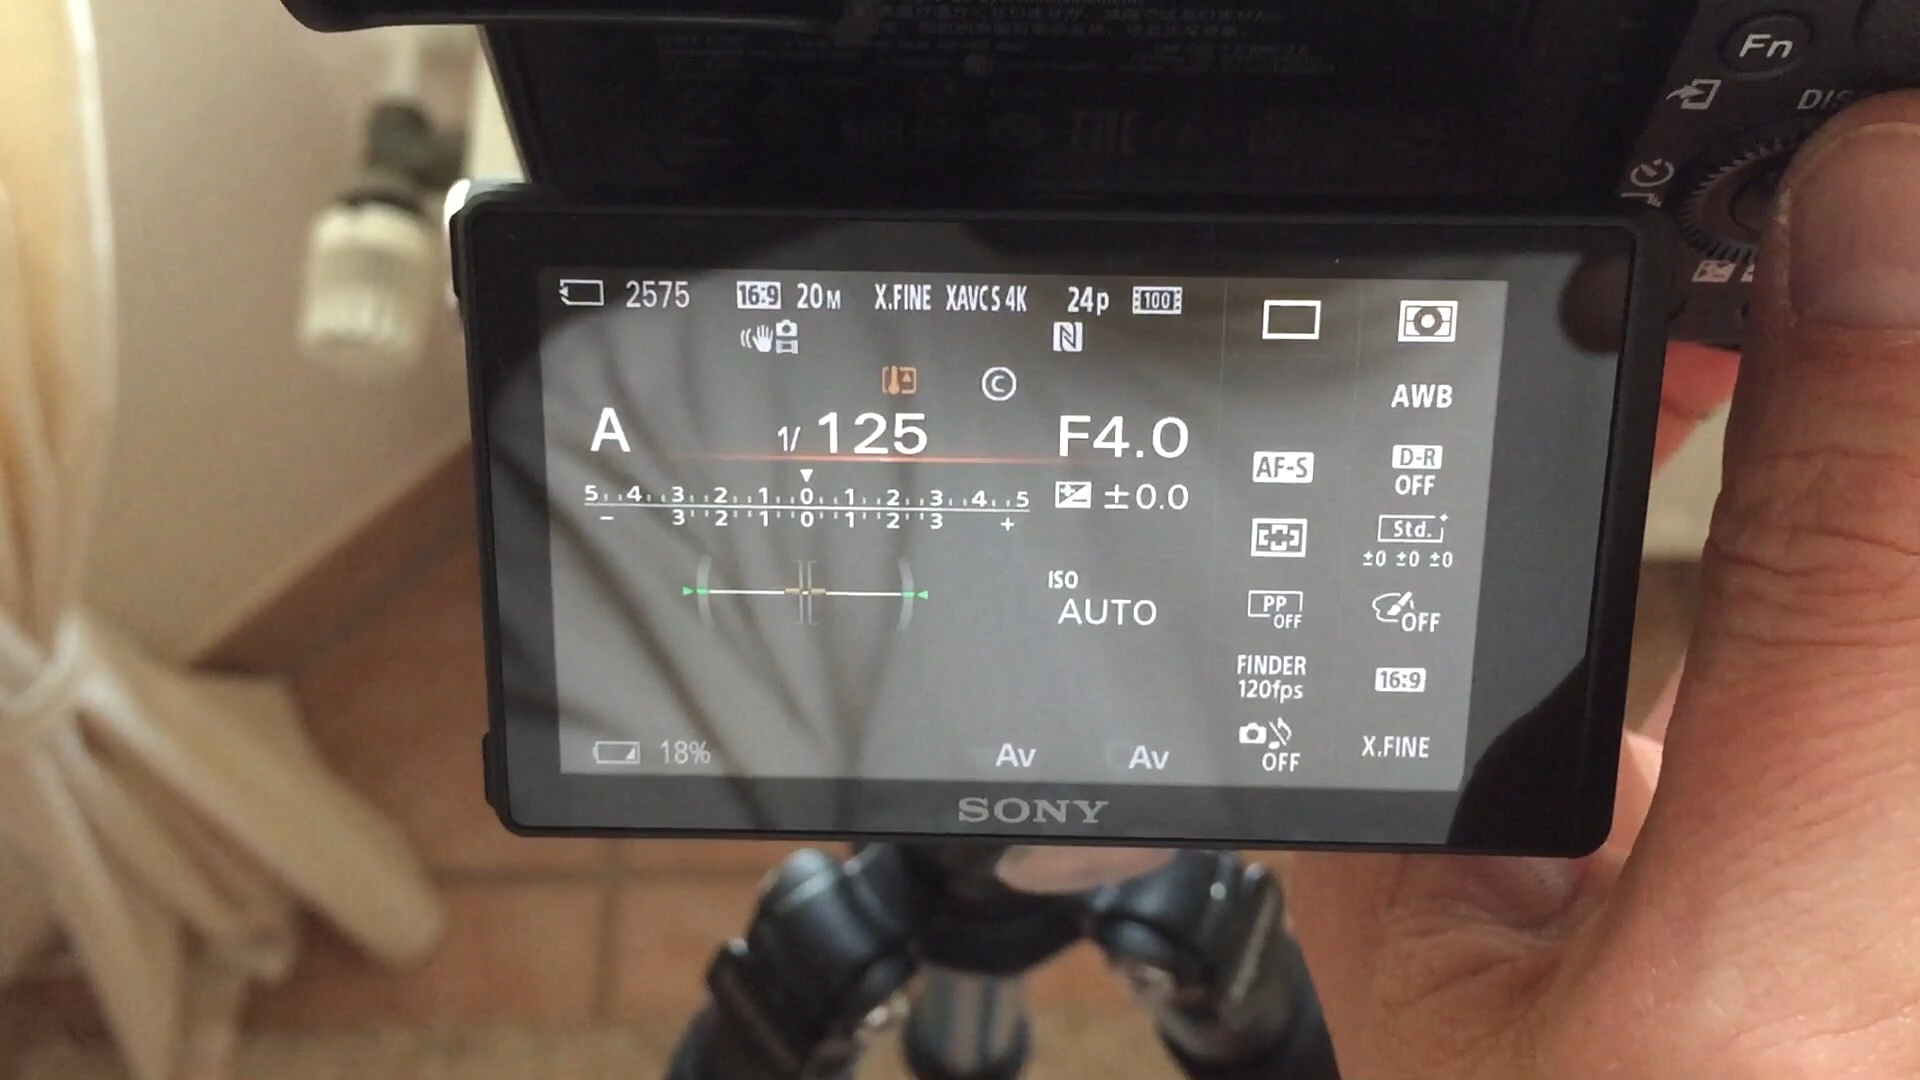 Fn
DIS
2575 16:9 20M X.FINE XAVC S 4K 24p 100
C
AWB
A 1/125 F4.0
D-R
AF-S OFF
5 4 3 2 1 0 1 2 3 4 5 ±0.0
− 3 2 1 0 1 2 3 +
Std.
±0 ±0 ±0
ISO
AUTO
PP
OFF
OFF
FINDER
120fps
16:9
18% Av Av
OFF
X.FINE
SONY